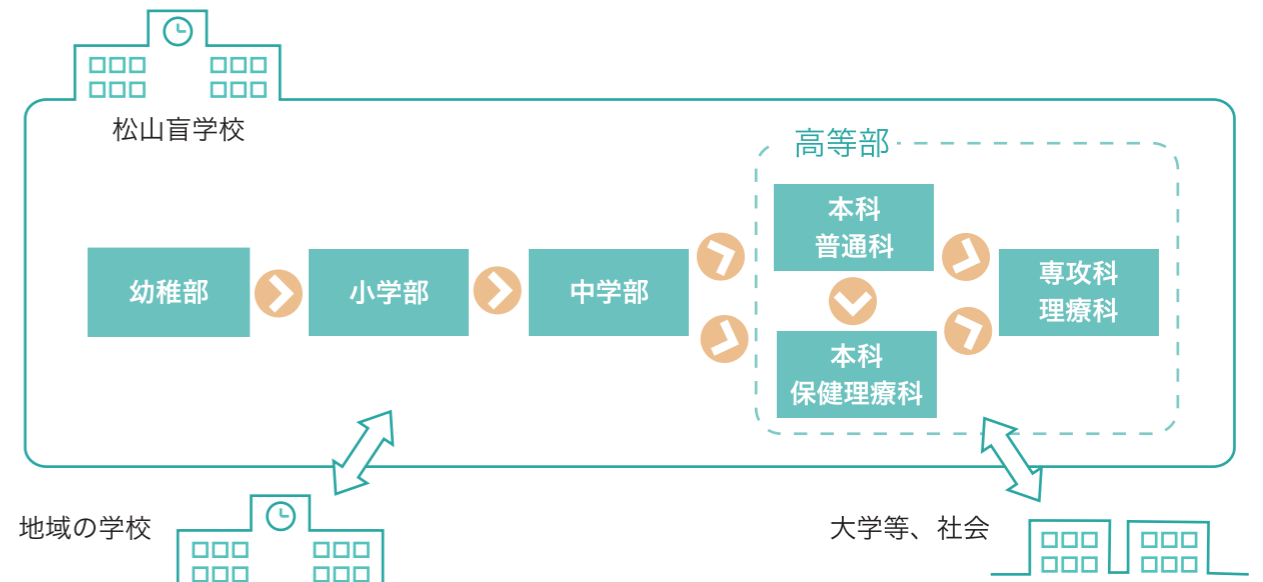 松山盲学校
高等部
幼稚部
小学部
中学部
本科
普通科
本科
保健理療科
専攻科
理療科
地域の学校
大学等、社会